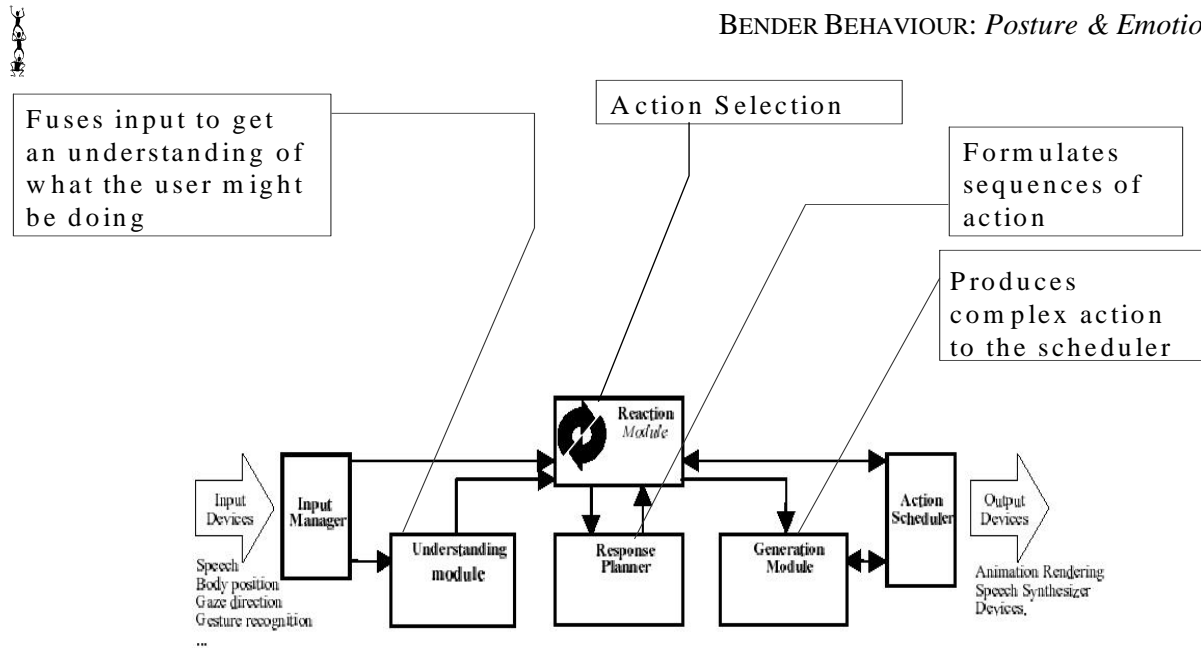 BENDER BEHAVIOUR: Posture & Emotio
Fuses input to get
an understanding of
what the user might
be doing
Action Selection
Formulates
sequences of
action
Produces
complex action
to the scheduler
Reaction
Module
Input
Devices
Input
Manager
Understanding
module
Response
Planner
Generation
Module
Action
Scheduler
Output
Devices
Speech
Body position
Gaze direction
Gesture recognition
...
Animation Rendering
Speech Synthesizer
Devices,